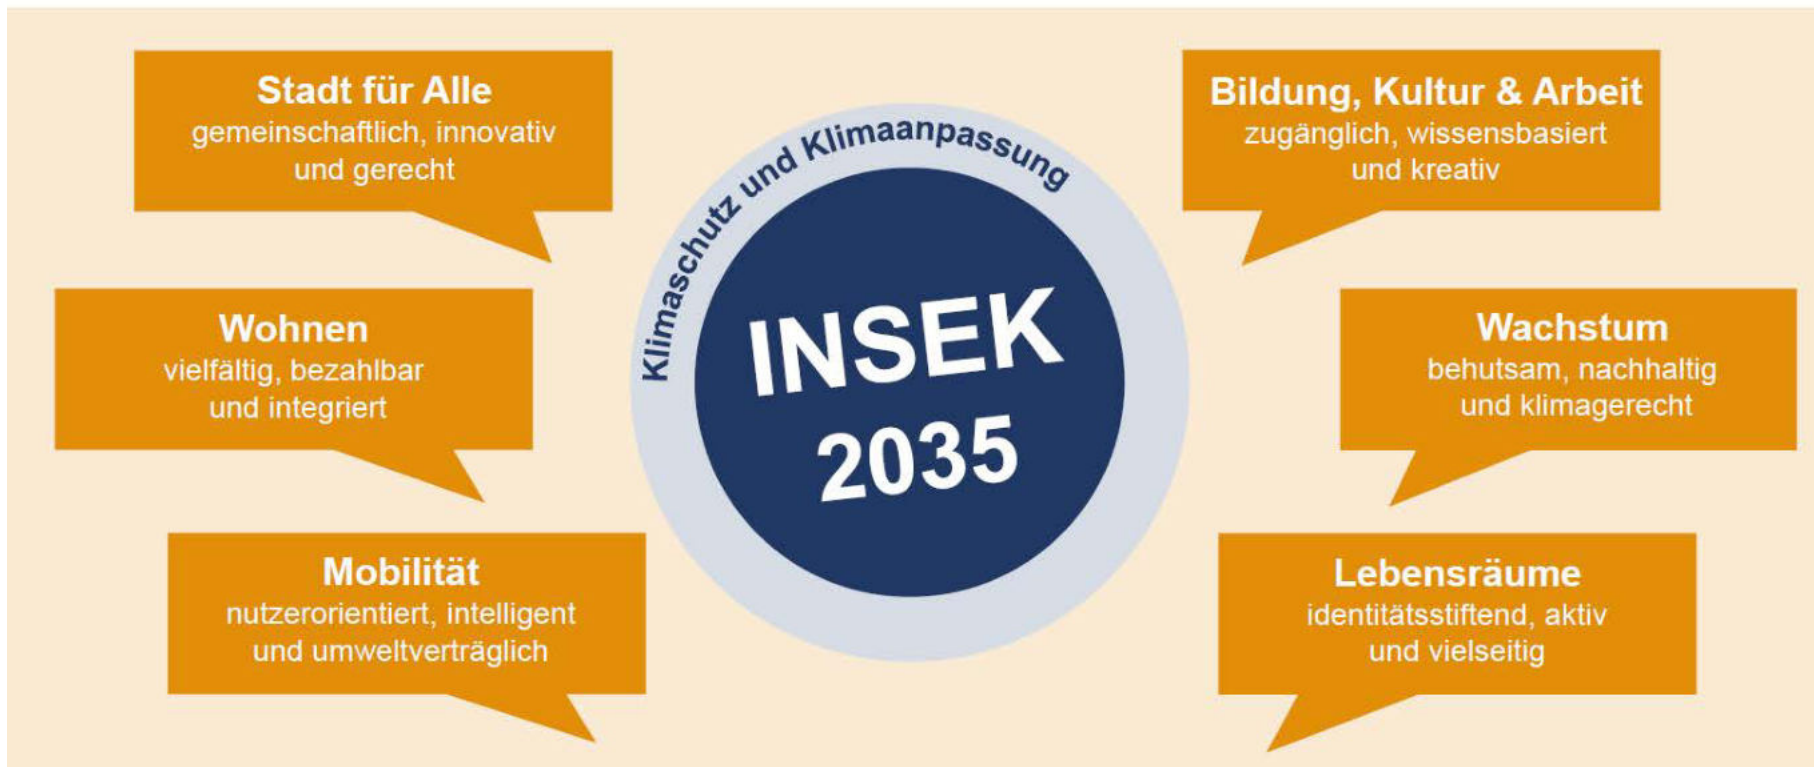 Stadt für Alle
gemeinschaftlich, innovativ
und gerecht
Wohnen
vielfältig, bezahlbar
und integriert
Mobilität
nutzerorientiert, intelligent
und umweltverträglich
Klimaschutz und Klimaanpassung
INSEK
2035
Bildung, Kultur & Arbeit
zugänglich, wissensbasiert
und kreativ
Wachstum
behutsam, nachhaltig
und klimagerecht
Lebensräume
identitätsstiftend, aktiv
und vielseitig